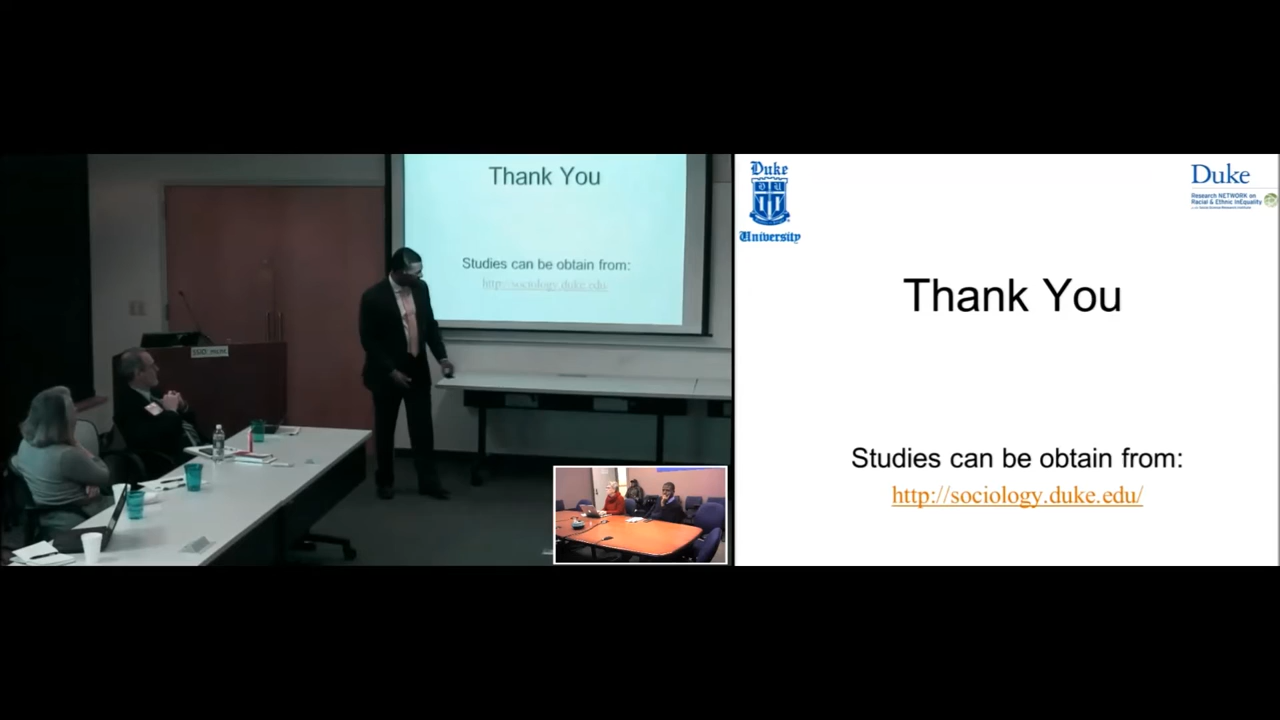 Thank You
Studies can be obtain from:
http://sociology.duke.edu/
Duke
University
Duke
Research NETWORK on
Racial & Ethnic InEquality
Thank You
Studies can be obtain from:
http://sociology.duke.edu/